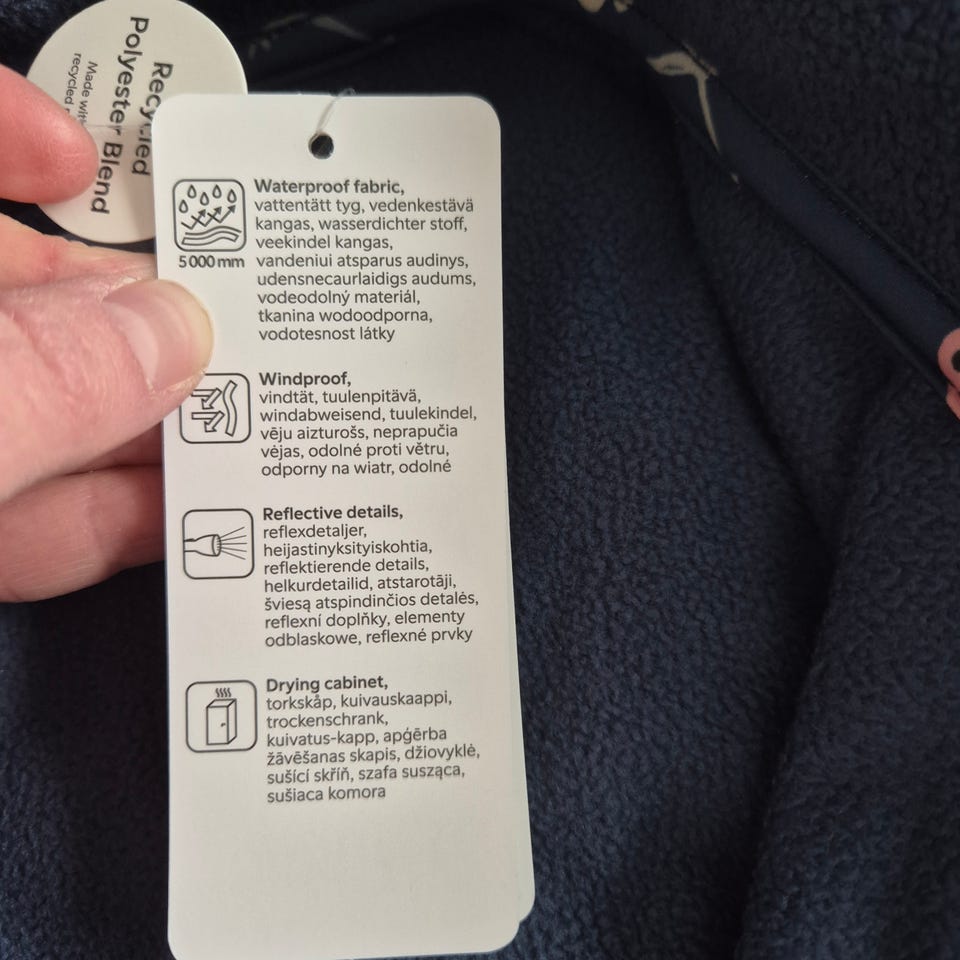 Recycled
Polyester Blend
Made with
recycled
Waterproof fabric,
vattentätt tyg, vedenkestävä
kangas, wasserdichter stoff,
veekindel kangas,
5 000 mm
vandeniui atsparus audinys,
udensnecaurlaidigs audums,
vodeodolný materiál,
tkanina wodoodporna,
vodotesnost látky
Windproof,
vindtät, tuulenpitävä,
windabweisend, tuulekindel,
vēju aizturošs, neprapučia
vėjas, odolné proti větru,
odporny na wiatr, odolné
Reflective details,
reflexdetaljer,
heijastinyksityiskohtia,
reflektierende details,
helkurdetailid, atstarotāji,
šviesą atspindinčios detalės,
reflexní doplňky, elementy
odblaskowe, reflexné prvky
Drying cabinet,
torkskåp, kuivauskaappi,
trockenschrank,
kuivatus-kapp, apģērba
žāvēšanas skapis, džiovyklė,
sušící skříň, szafa susząca,
sušiaca komora